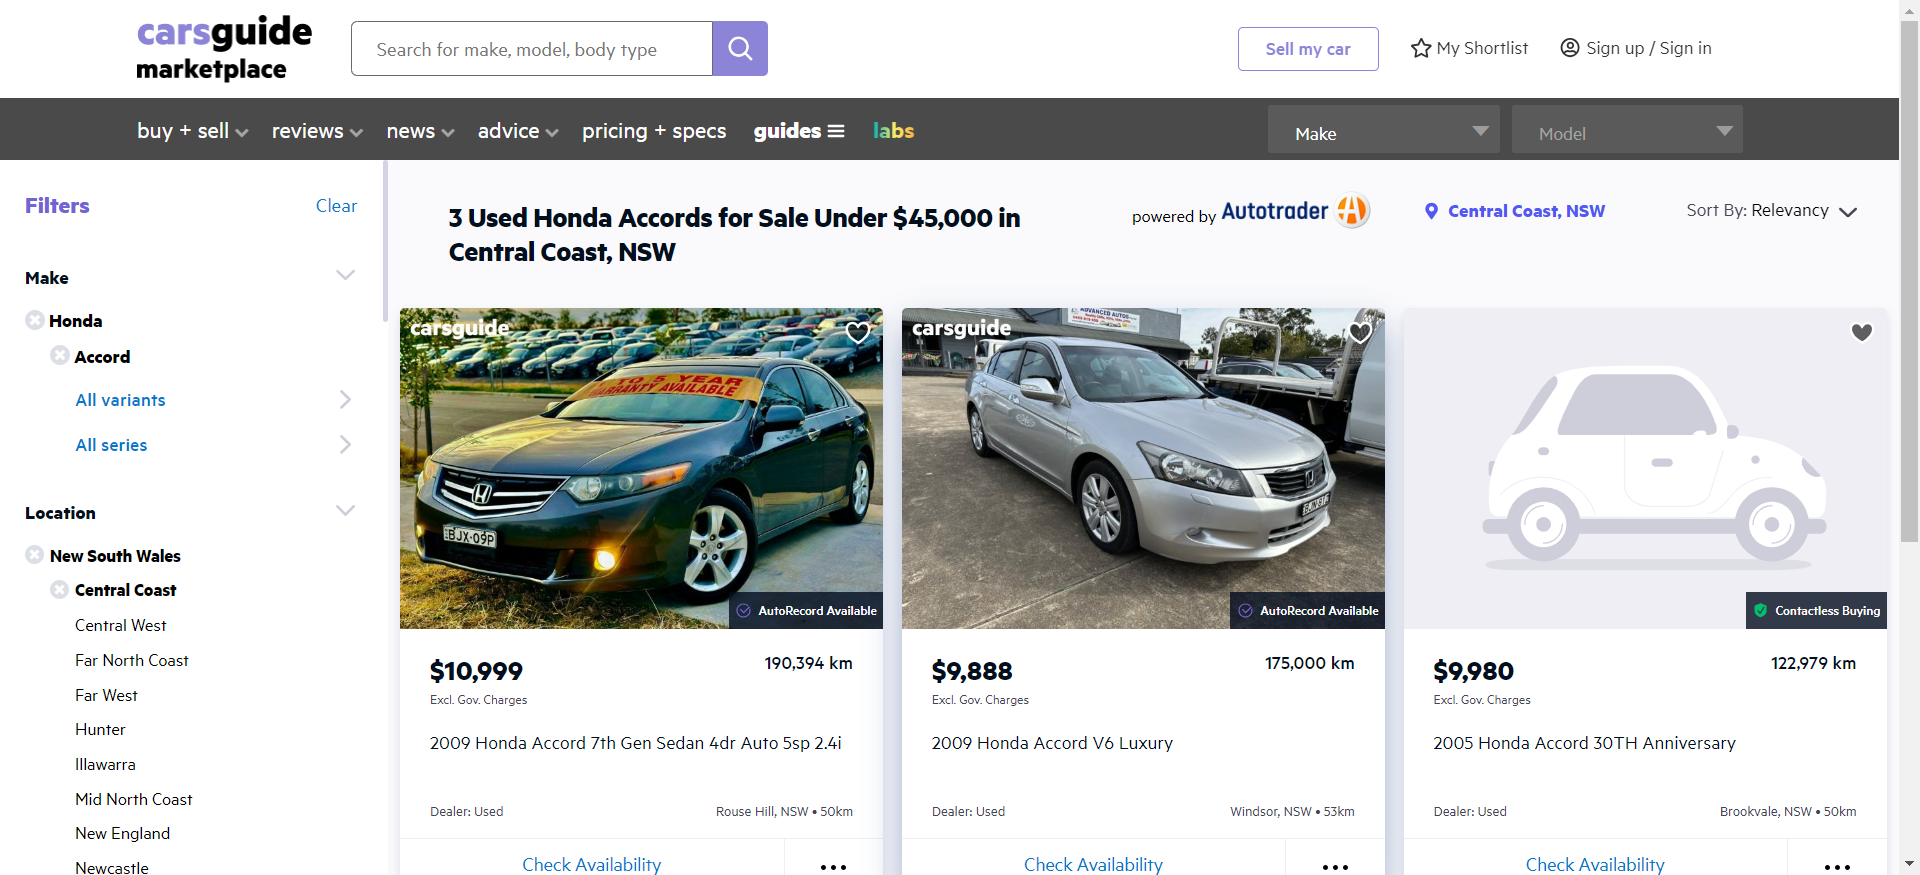 carsguide
marketplace
Search for make, model, body type
Sell my car
My Shortlist
Sign up / Sign in
buy + sell
reviews
news
advice
pricing + specs
guides
labs
Make
Model
Filters
Clear
Make
Honda
Accord
All variants
All series
Location
New South Wales
Central Coast
Central West
Far North Coast
Far West
Hunter
Illawarra
Mid North Coast
New England
Newcastle
3 Used Honda Accords for Sale Under $45,000 in
Central Coast, NSW
powered by Autotrader
Central Coast, NSW
Sort By: Relevancy
carsguide
TO 5 YEAR
WARRANTY AVAILABLE
BJX-09P
AutoRecord Available
$10,999
190,394 km
Excl. Gov. Charges
2009 Honda Accord 7th Gen Sedan 4dr Auto 5sp 2.4i
Dealer: Used
Rouse Hill, NSW • 50km
Check Availability
carsguide
ADVANCED AUTOS
AutoRecord Available
$9,888
175,000 km
Excl. Gov. Charges
2009 Honda Accord V6 Luxury
Dealer: Used
Windsor, NSW • 53km
Check Availability
Contactless Buying
$9,980
122,979 km
Excl. Gov. Charges
2005 Honda Accord 30TH Anniversary
Dealer: Used
Brookvale, NSW • 50km
Check Availability